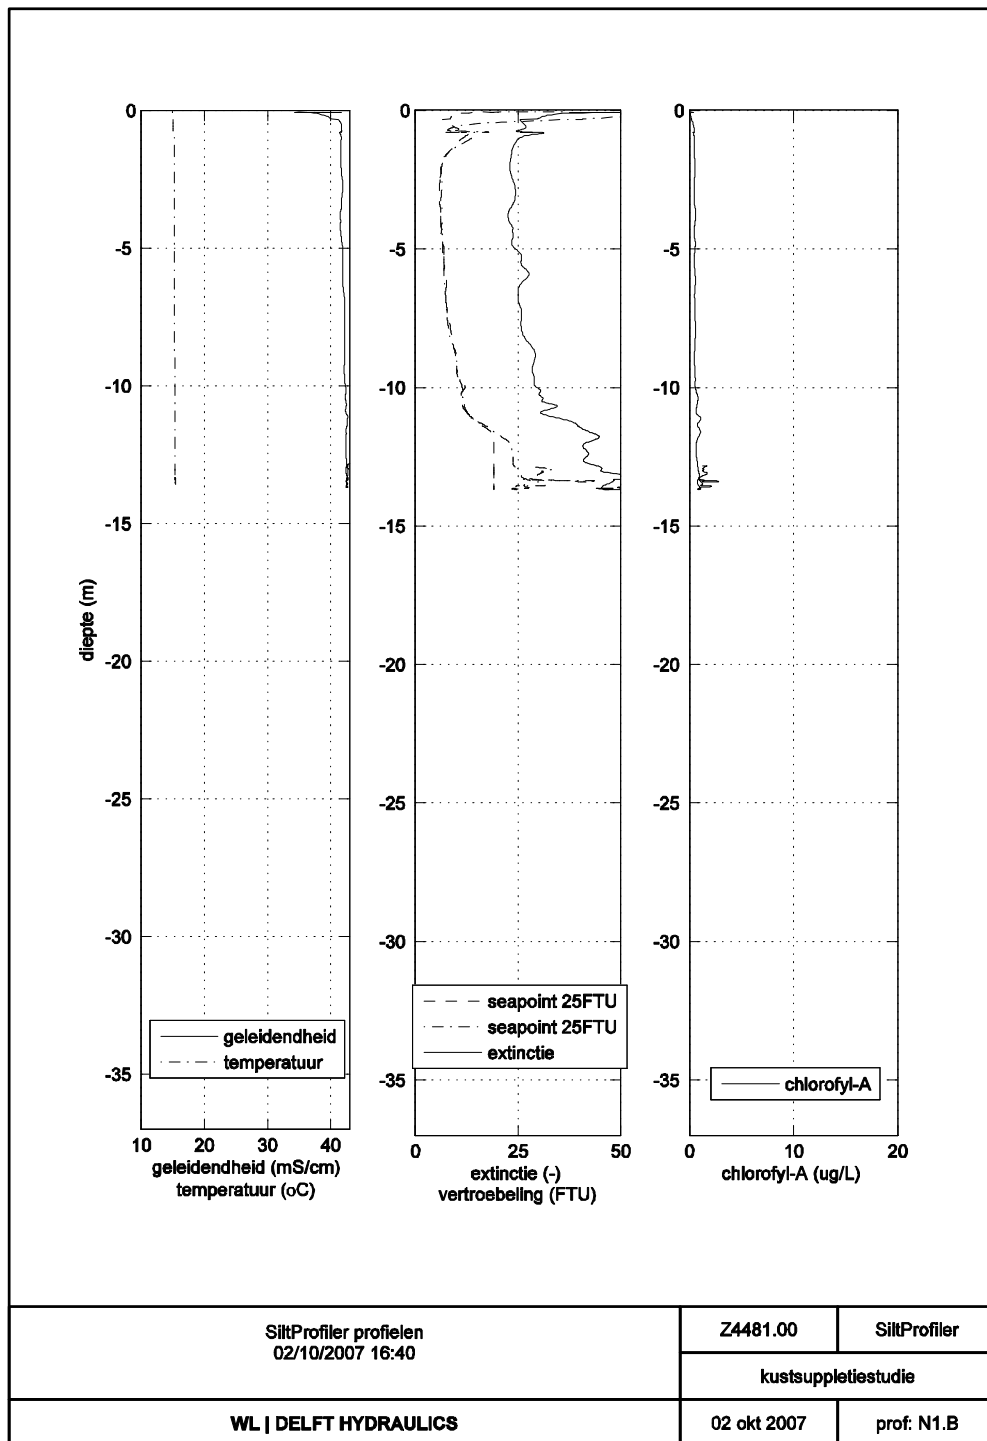 0
-5
-10
-15
-20
-25
-30
-35
diepte (m)
geleidendheid
temperatuur
10 20 30 40
geleidendheid (mS/cm)
temperatuur (oC)
0
-5
-10
-15
-20
-25
-30
-35
seapoint 25FTU
seapoint 25FTU
extinctie
0 25 50
extinctie (-)
vertroebeling (FTU)
0
-5
-10
-15
-20
-25
-30
-35
chlorofyl-A
0 10 20
chlorofyl-A (ug/L)
SiltProfiler profielen
02/10/2007 16:40
Z4481.00
SiltProfiler
kustsuppletiestudie
WL | DELFT HYDRAULICS
02 okt 2007
prof: N1.B